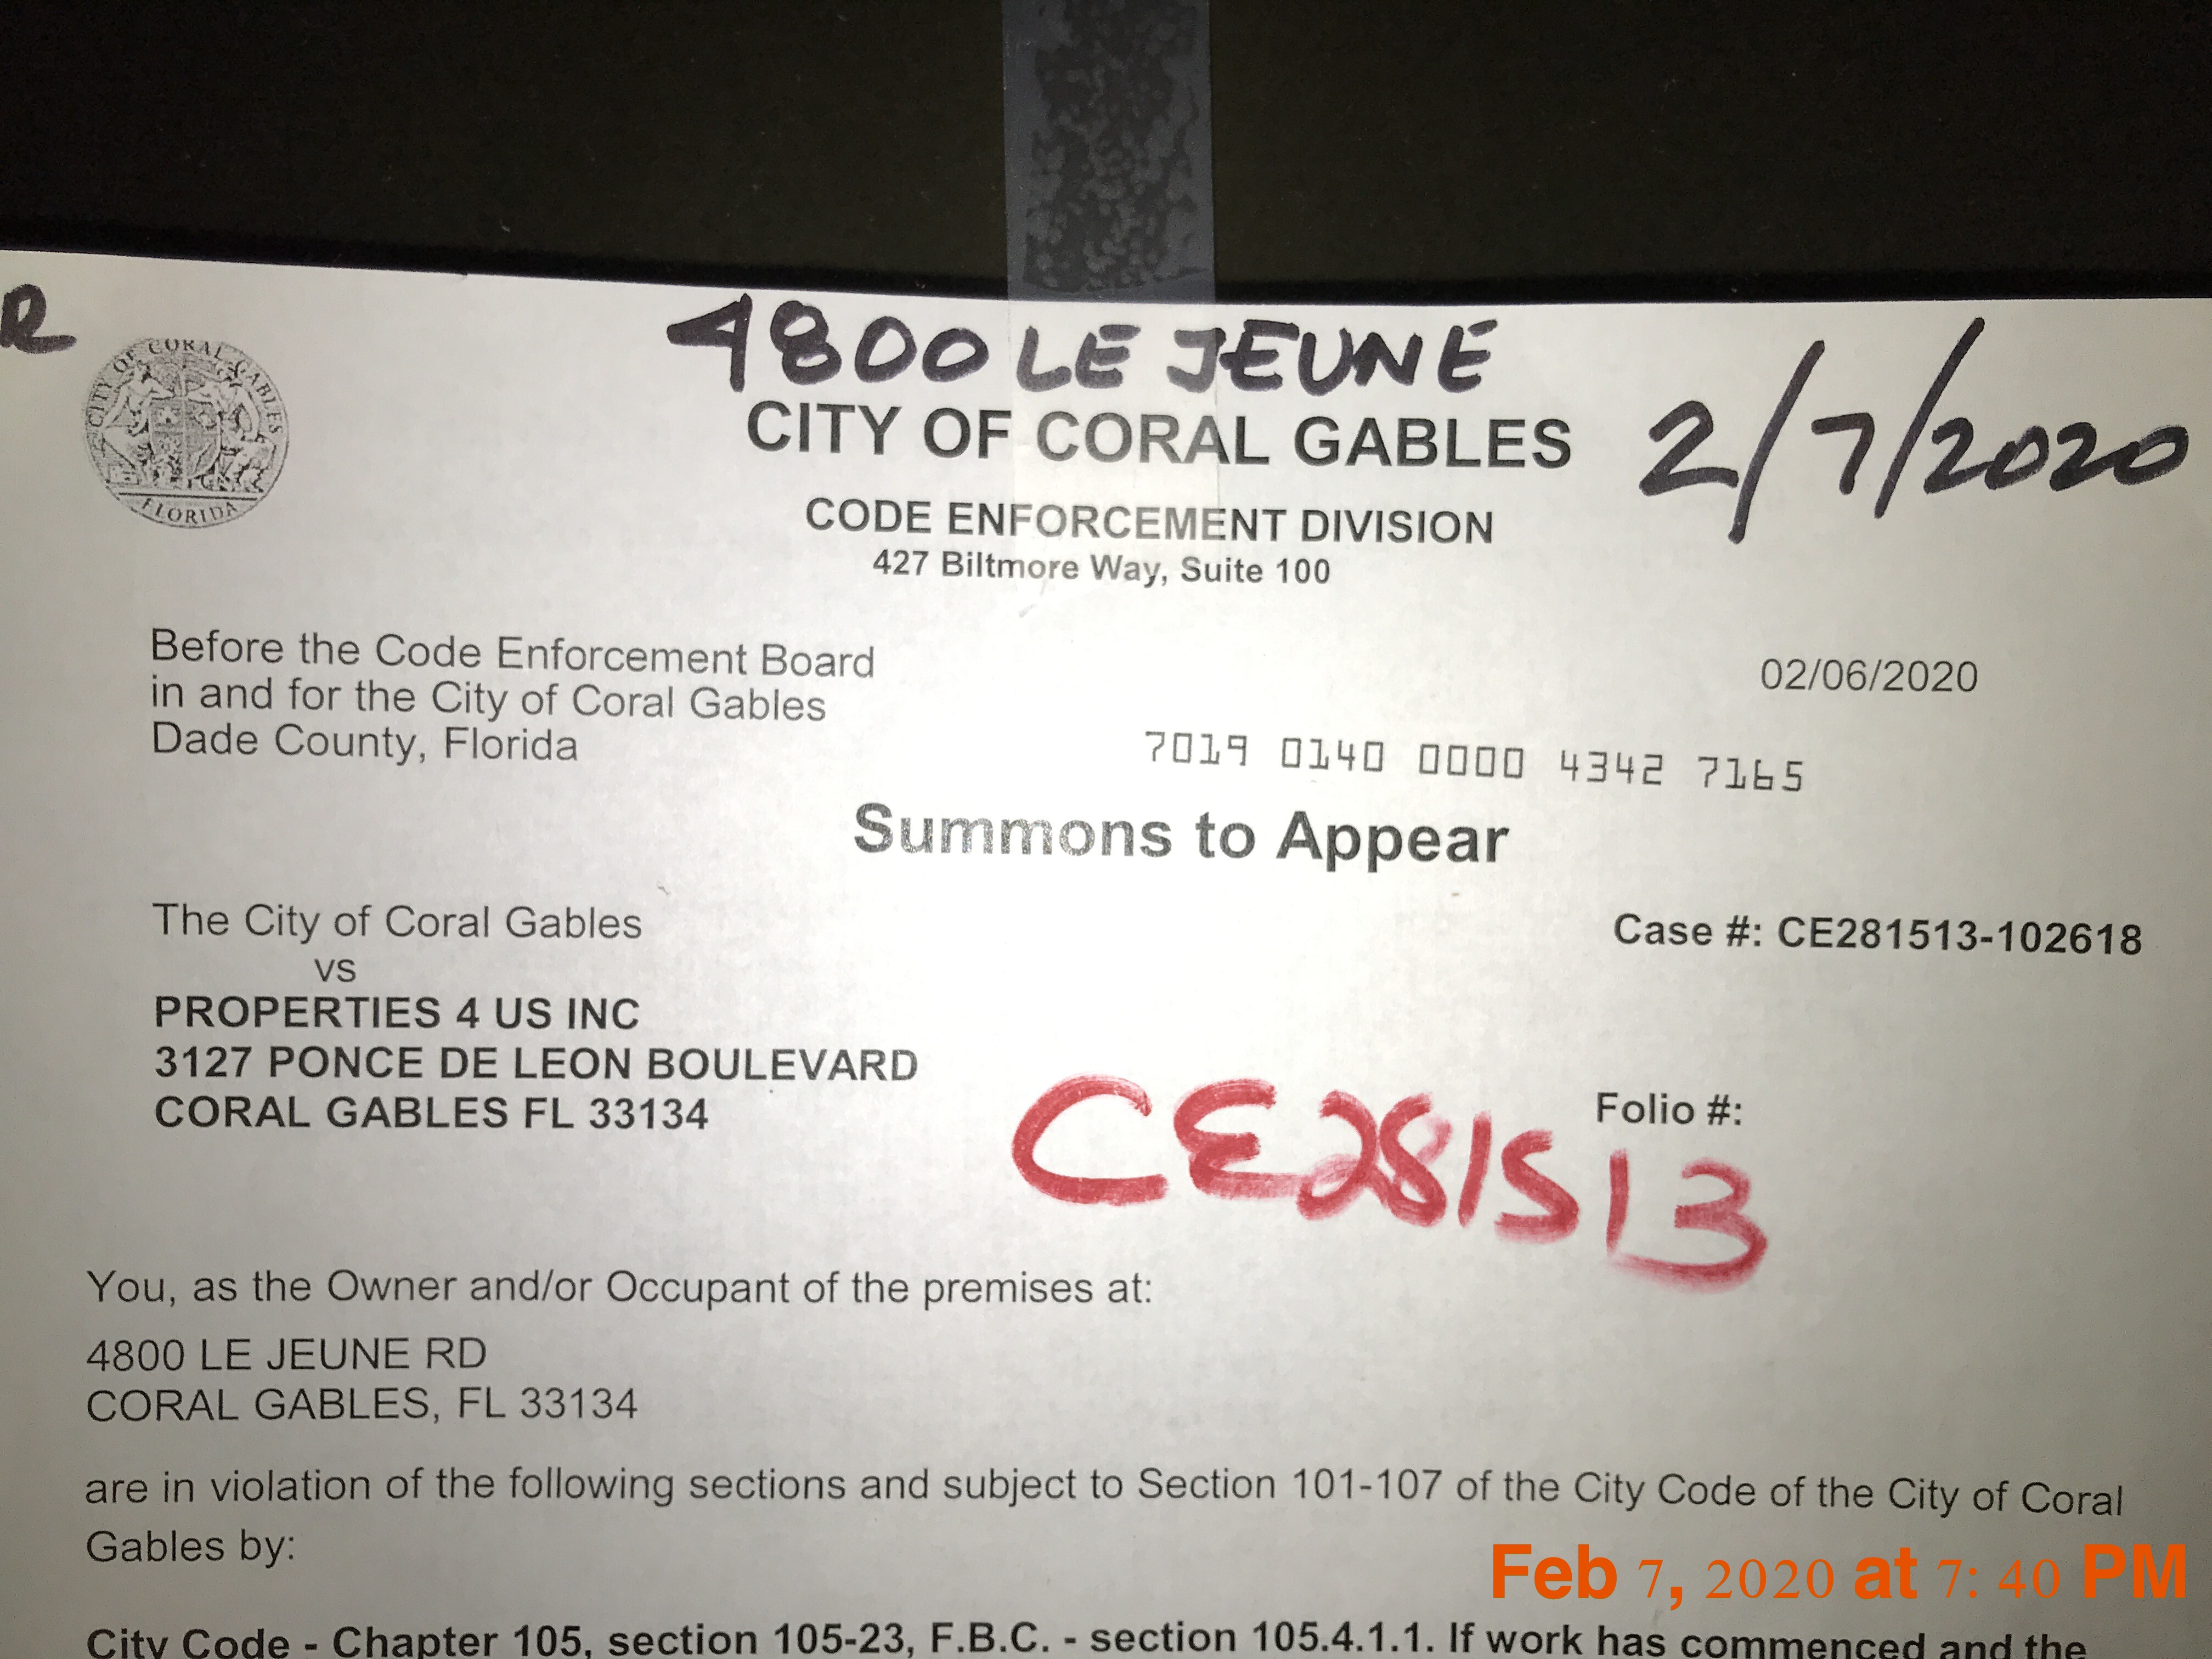 R
4800 LE JEUNE
CITY OF CORAL GABLES
FLORIDA
CITY OF CORAL GABLES
2/7/2020
CODE ENFORCEMENT DIVISION
427 Biltmore Way, Suite 100
Before the Code Enforcement Board
in and for the City of Coral Gables
Dade County, Florida
02/06/2020
7019 0140 0000 4342 7165
Summons to Appear
The City of Coral Gables
vs
PROPERTIES 4 US INC
3127 PONCE DE LEON BOULEVARD
CORAL GABLES FL 33134
Case #: CE281513-102618
Folio #:
CE281513
You, as the Owner and/or Occupant of the premises at:
4800 LE JEUNE RD
CORAL GABLES, FL 33134
are in violation of the following sections and subject to Section 101-107 of the City Code of the City of Coral
Gables by:
Feb 7, 2020 at 7: 40 PM
City Code - Chapter 105, section 105-23, F.B.C. - section 105.4.1.1. If work has commenced and the